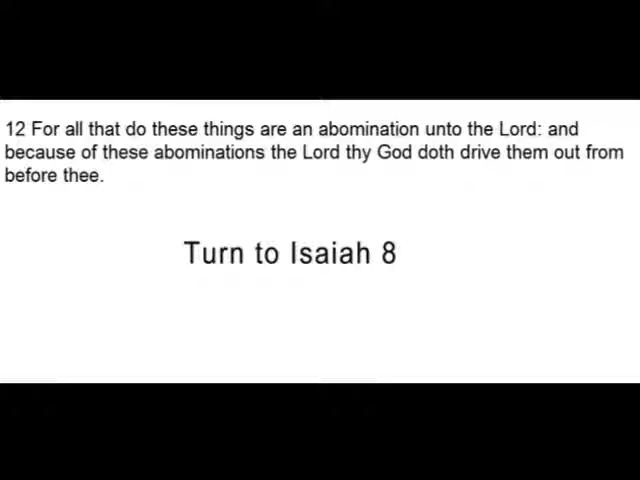 12 For all that do these things are an abomination unto the Lord: and
because of these abominations the Lord thy God doth drive them out from
before thee.
Turn to Isaiah 8